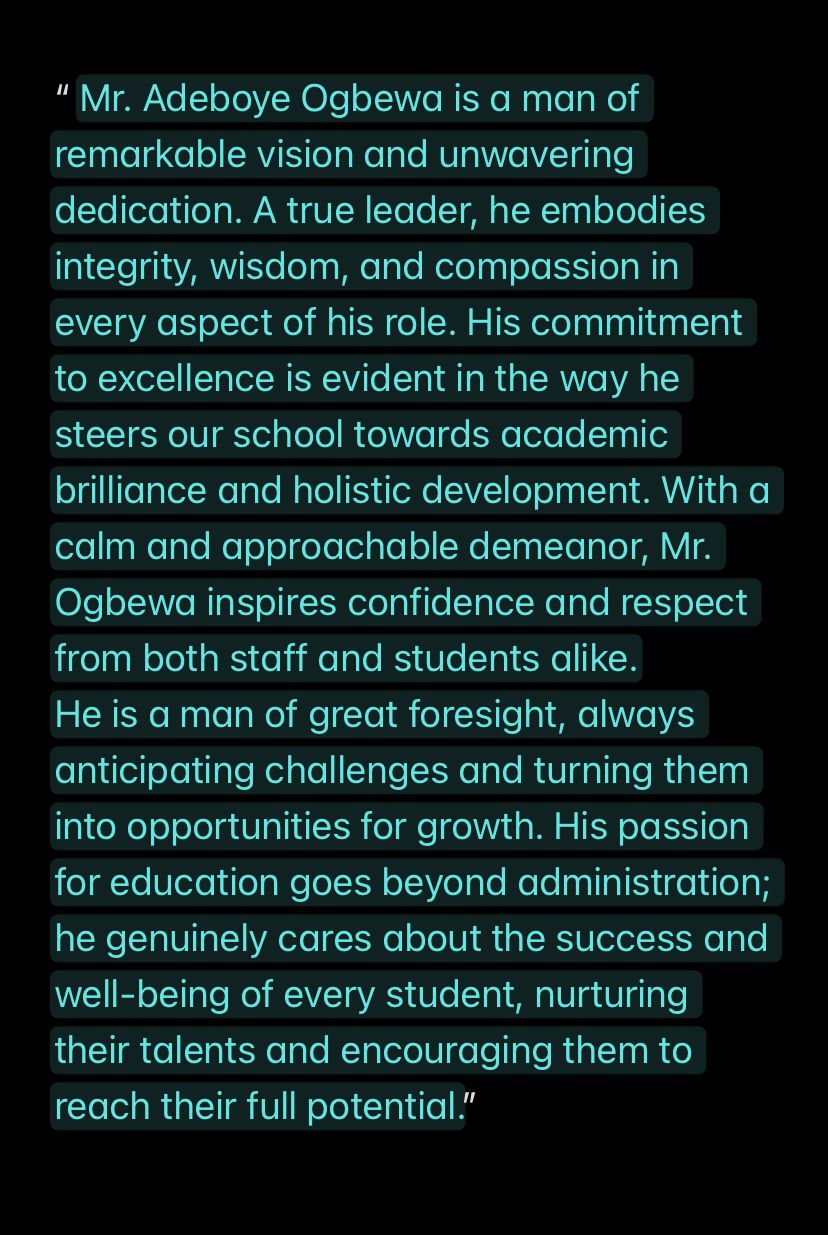 “ Mr. Adeboye Ogbewa is a man of
remarkable vision and unwavering
dedication. A true leader, he embodies
integrity, wisdom, and compassion in
every aspect of his role. His commitment
to excellence is evident in the way he
steers our school towards academic
brilliance and holistic development. With a
calm and approachable demeanor, Mr.
Ogbewa inspires confidence and respect
from both staff and students alike.
He is a man of great foresight, always
anticipating challenges and turning them
into opportunities for growth. His passion
for education goes beyond administration;
he genuinely cares about the success and
well-being of every student, nurturing
their talents and encouraging them to
reach their full potential.”